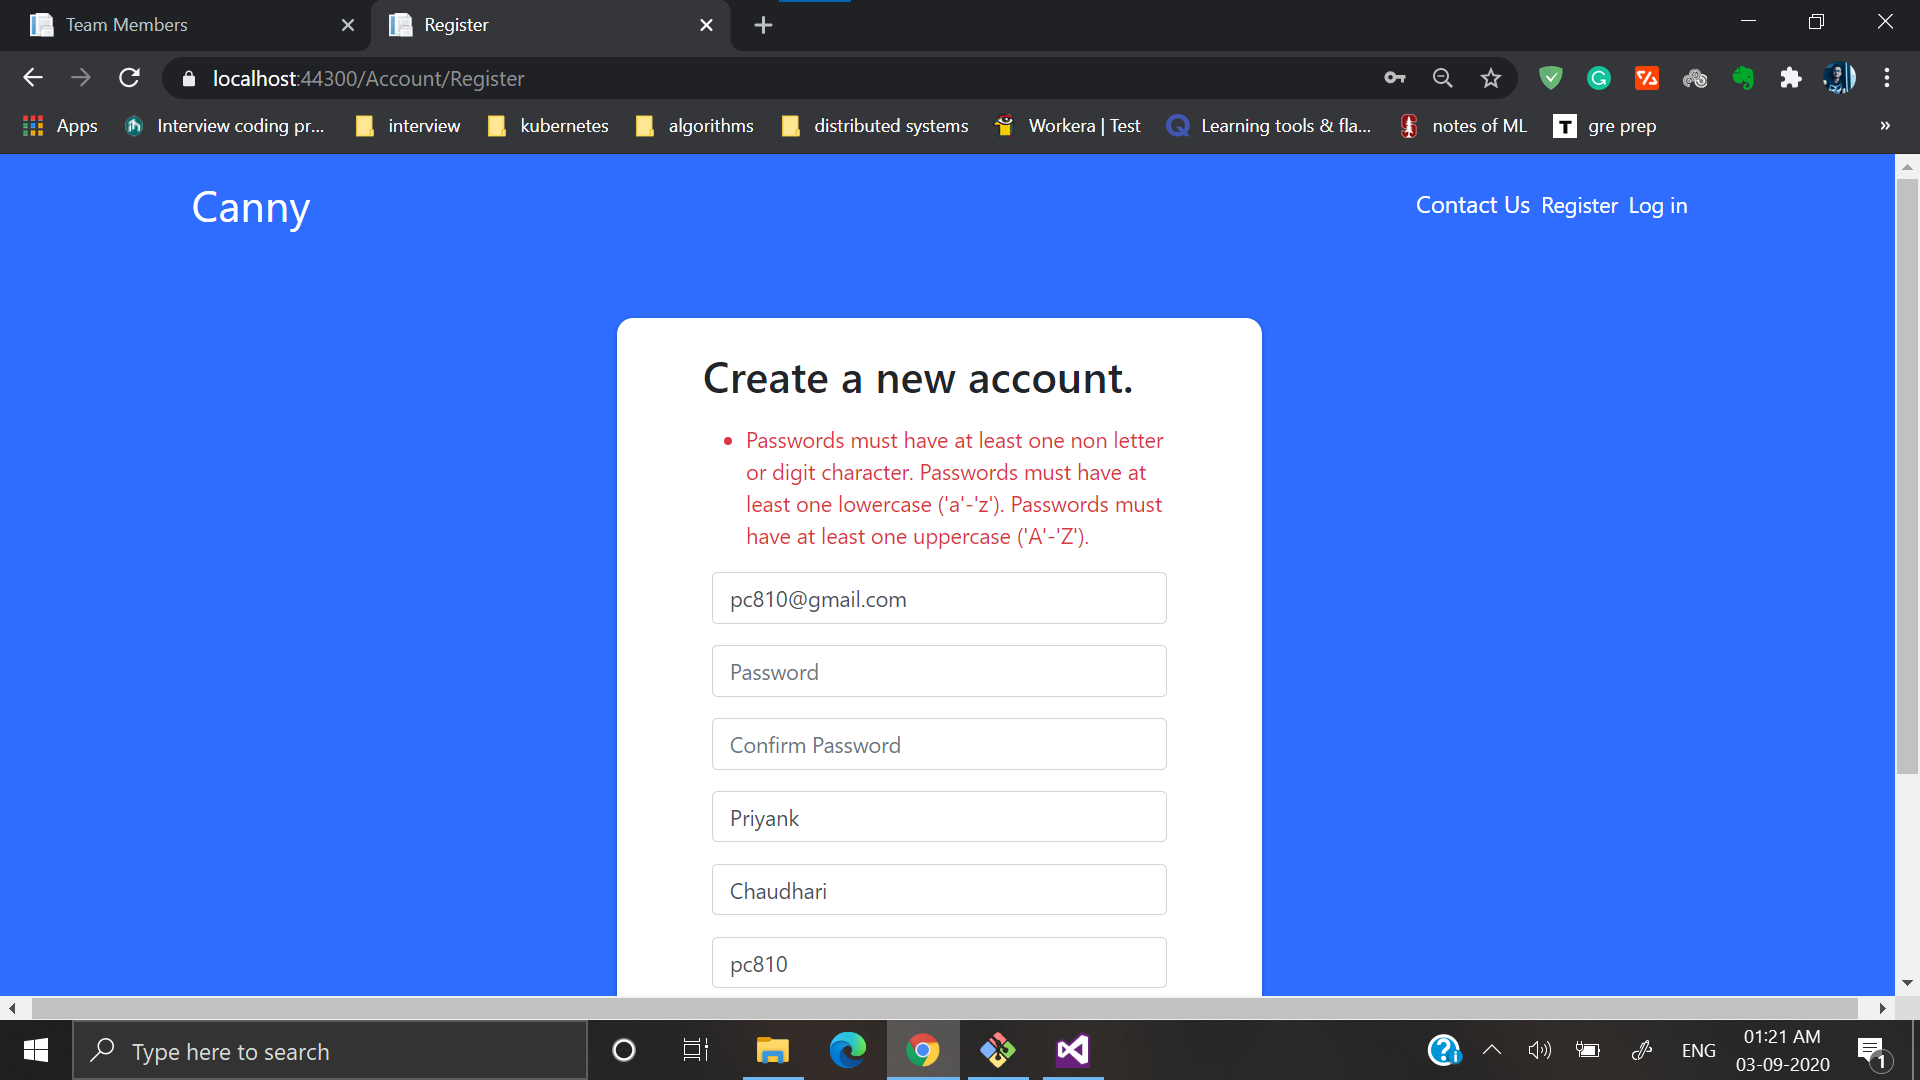 Team Members
Register
localhost:44300/Account/Register
Apps
Interview coding pr...
interview
kubernetes
algorithms
distributed systems
Workera | Test
Learning tools & fla...
notes of ML
T
gre prep
»
Canny
Contact Us Register Log in
Create a new account.
Passwords must have at least one non letter
or digit character. Passwords must have at
least one lowercase ('a'-'z'). Passwords must
have at least one uppercase ('A'-'Z').
pc810@gmail.com
Password
Confirm Password
Priyank
Chaudhari
pc810
Type here to search
ENG
01:21 AM
03-09-2020
1